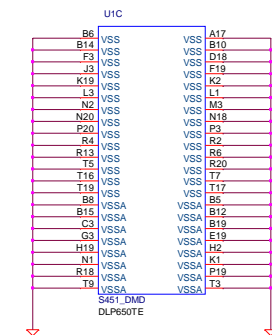 U1C
B6 VSS VSS A17
B14 VSS VSS B10
F3 VSS VSS D18
J3 VSS VSS F19
K19 VSS VSS K2
L3 VSS VSS L1
N2 VSS VSS M3
N20 VSS VSS N18
P20 VSS VSS P3
R4 VSS VSS R2
R13 VSS VSS R6
T5 VSS VSS R20
T16 VSS VSS T7
T19 VSS VSS T17
B8 VSSA VSSA B5
B15 VSSA VSSA B12
C3 VSSA VSSA B19
G3 VSSA VSSA E19
H19 VSSA VSSA H2
N1 VSSA VSSA K1
R18 VSSA VSSA P19
T9 VSSA VSSA T3
S451_DMD
DLP650TE